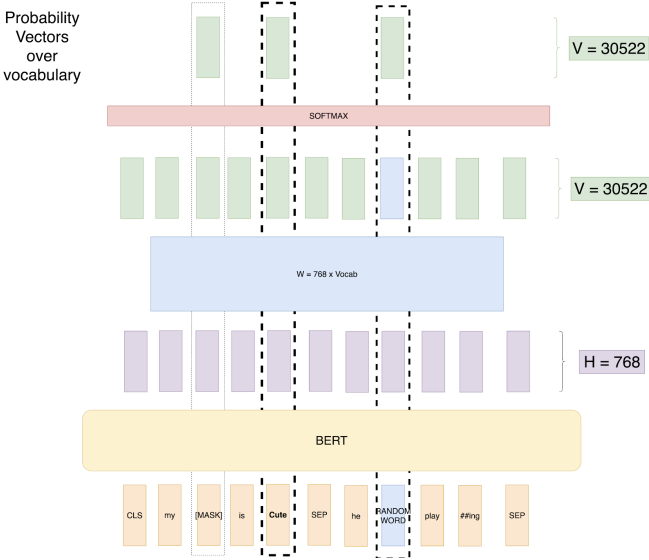 Probability
Vectors
over
vocabulary
V = 30522
SOFTMAX
V = 30522
W = 768 x Vocab
H = 768
BERT
CLS my [MASK] is Cute SEP he RANDOM WORD play ##ing SEP